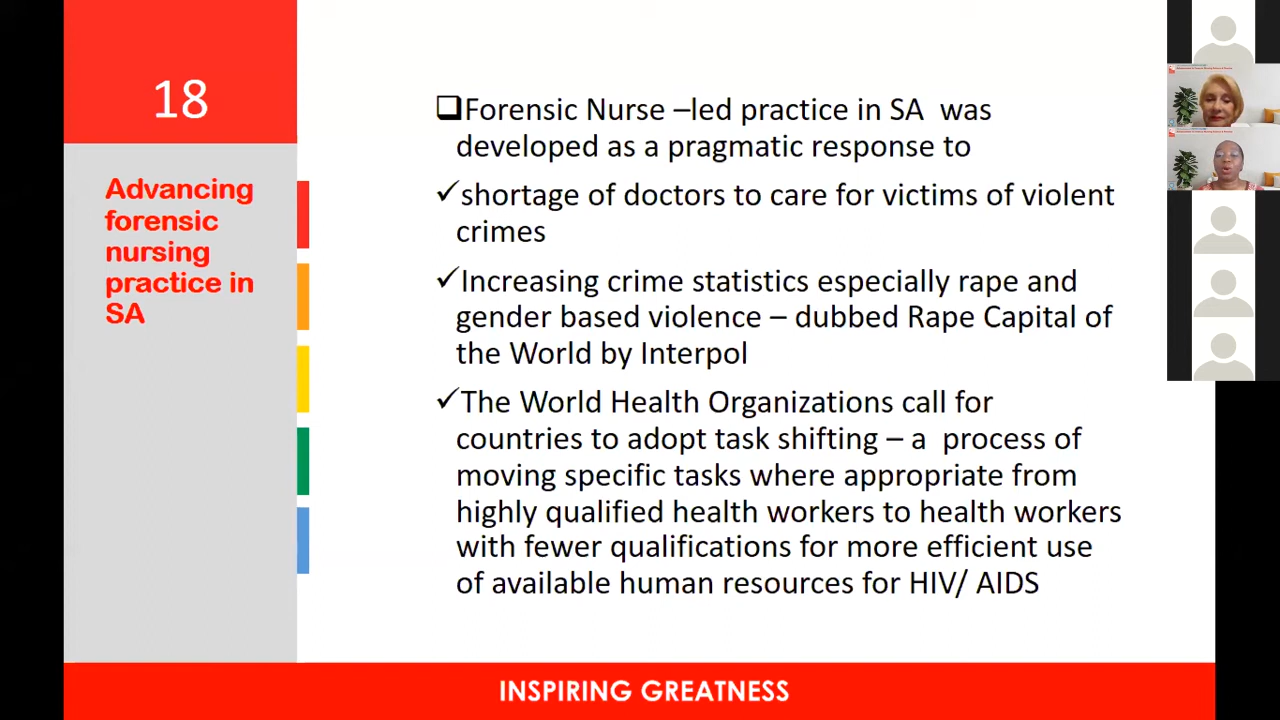 18
Advancing
forensic
nursing
practice in
SA
❑Forensic Nurse –led practice in SA  was
developed as a pragmatic response to
✓shortage of doctors to care for victims of violent
crimes
✓Increasing crime statistics especially rape and
gender based violence – dubbed Rape Capital of
the World by Interpol
✓The World Health Organizations call for
countries to adopt task shifting – a  process of
moving specific tasks where appropriate from
highly qualified health workers to health workers
with fewer qualifications for more efficient use
of available human resources for HIV/ AIDS
INSPIRING GREATNESS